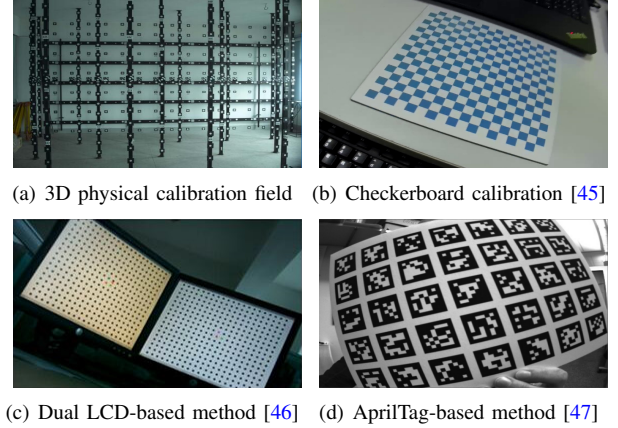 (a) 3D physical calibration field (b) Checkerboard calibration [45]
(c) Dual LCD-based method [46] (d) AprilTag-based method [47]